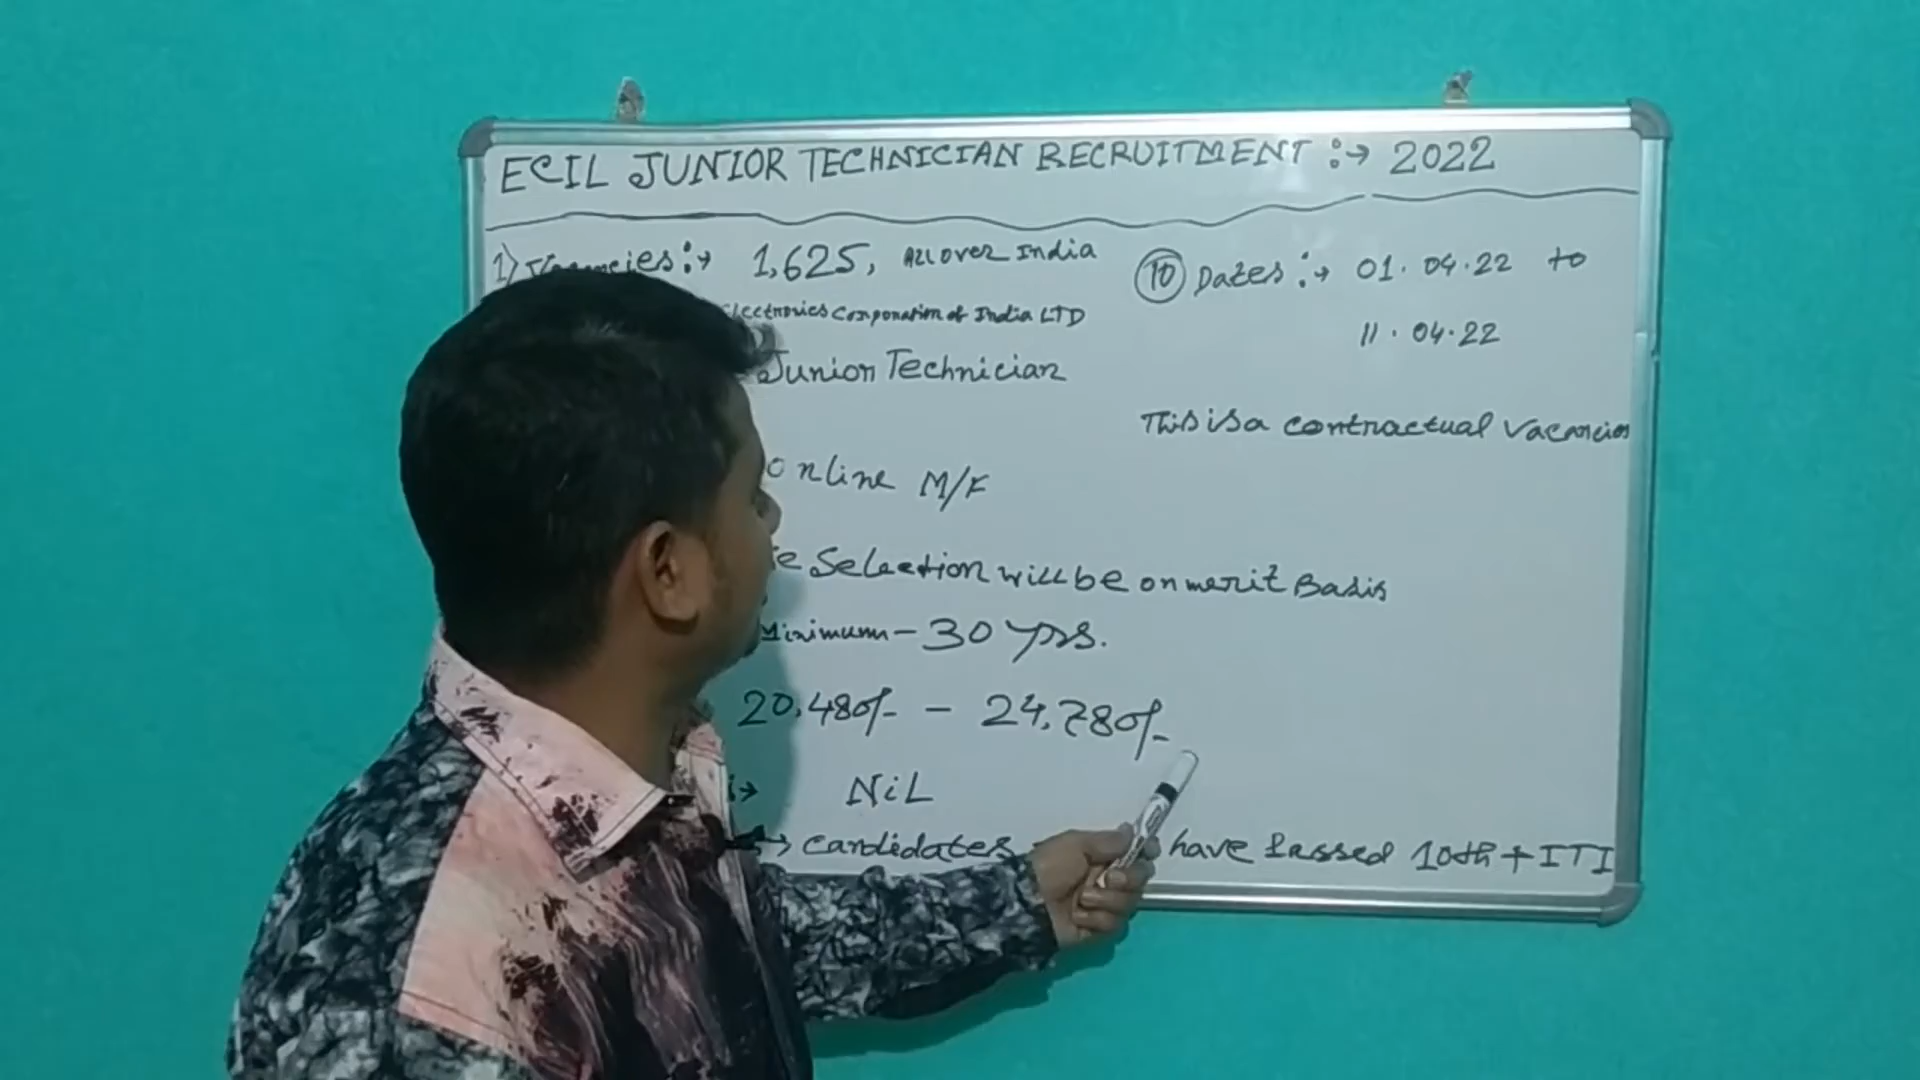 ECIL JUNIOR TECHNICIAN RECRUITMENT :→ 2022
1) Vacancies :→ 1,625, All over India
Electronics Corporation of India LTD
Junior Technician
Online M/F
Selection will be on merit Basis
Minimum - 30 yrs.
20,480/- - 24,780/-
:→ NiL
→ candidates have Passed 10th + ITI
10 Dates :→ 01.04.22 to
11.04.22
This is a contractual Vacancies